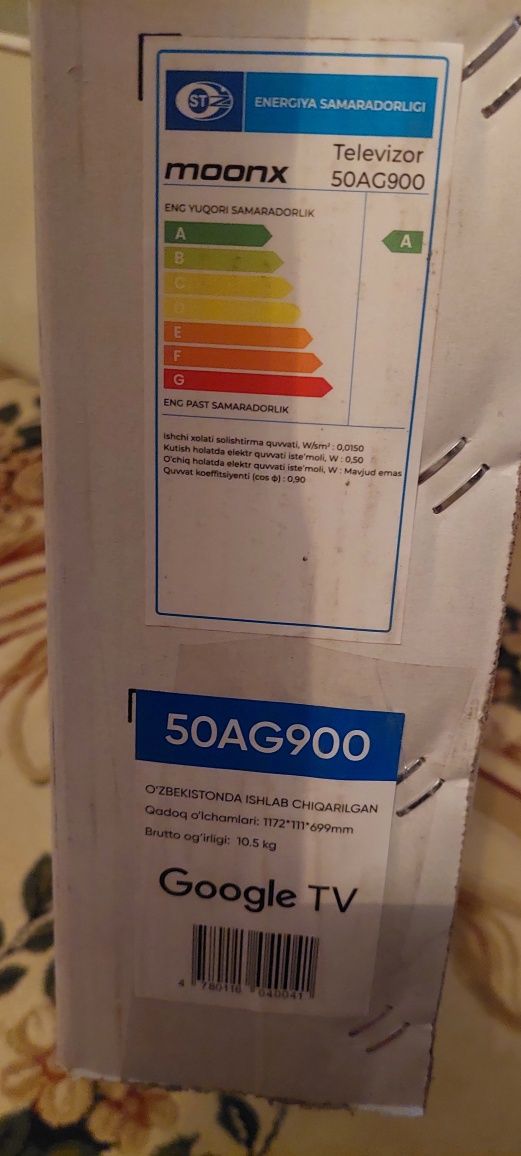 STZ
ENERGIYA SAMARADORLIGI
moonx
Televizor
50AG900
ENG YUQORI SAMARADORLIK
A
A
B
C
D
E
F
G
ENG PAST SAMARADORLIK
Ishchi xolati solishtirma quvvati, W/sm² : 0,0150
Kutish holatda elektr quvvati iste'moli, W : 0,50
O'chiq holatda elektr quvvati iste'moli, W : Mavjud emas
Quvvat koeffitsiyenti (cos ф) : 0,90
50AG900
O'ZBEKISTONDA ISHLAB CHIQARILGAN
Qadoq o'lchamlari: 1172*111*699mm
Brutto og'irligi: 10.5 kg
Google TV
4 780116 040041